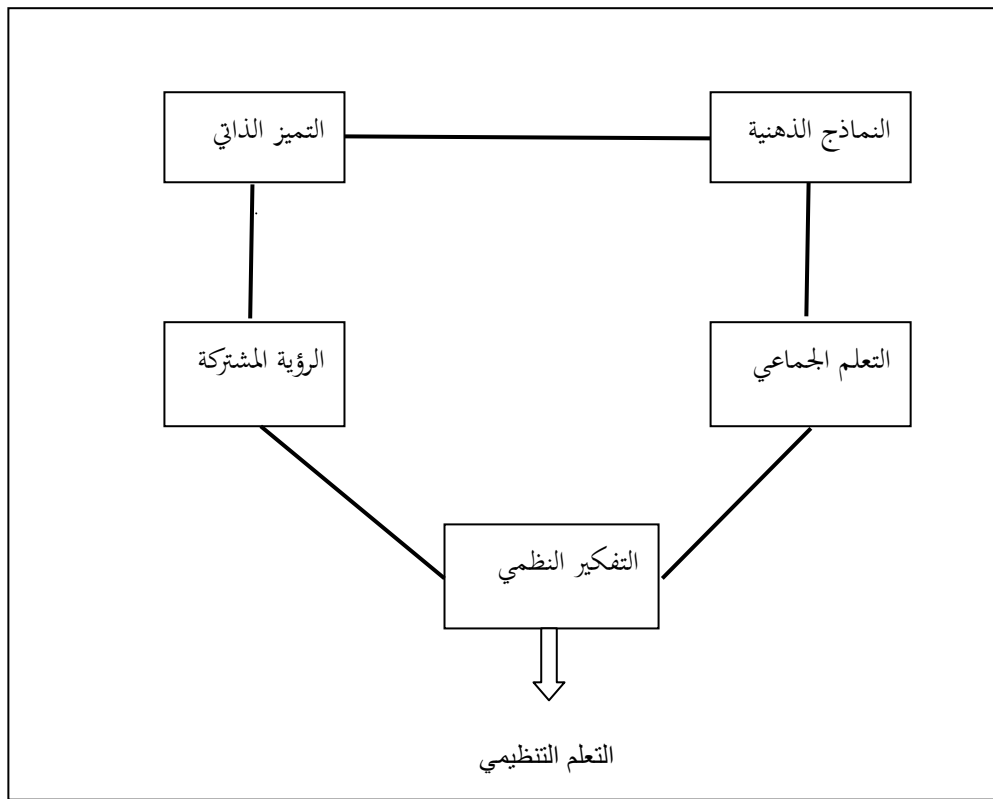 النماذج الذهنية
التميز الذاتي
التعلم الجماعي
الرؤية المشتركة
التفكير النظمي
التعلم التنظيمي